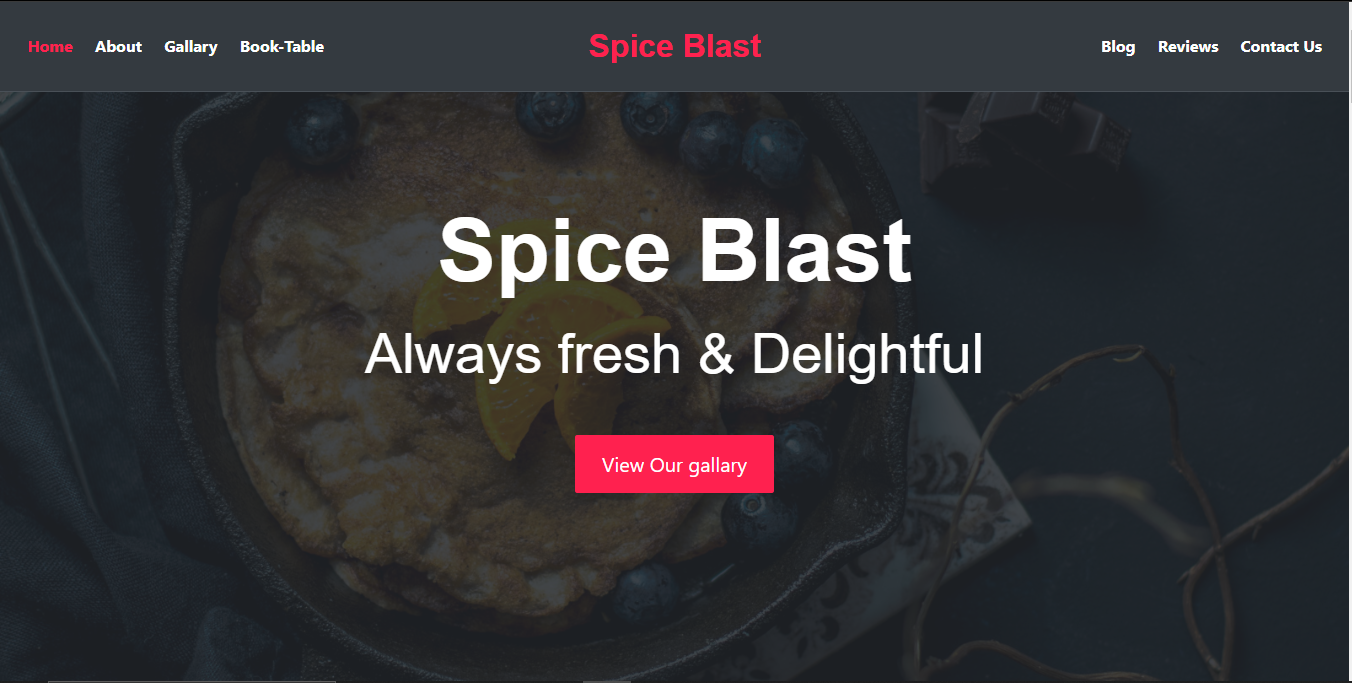 Home About Gallary Book-Table Spice Blast Blog Reviews Contact Us
Spice Blast
Always fresh & Delightful
View Our gallary